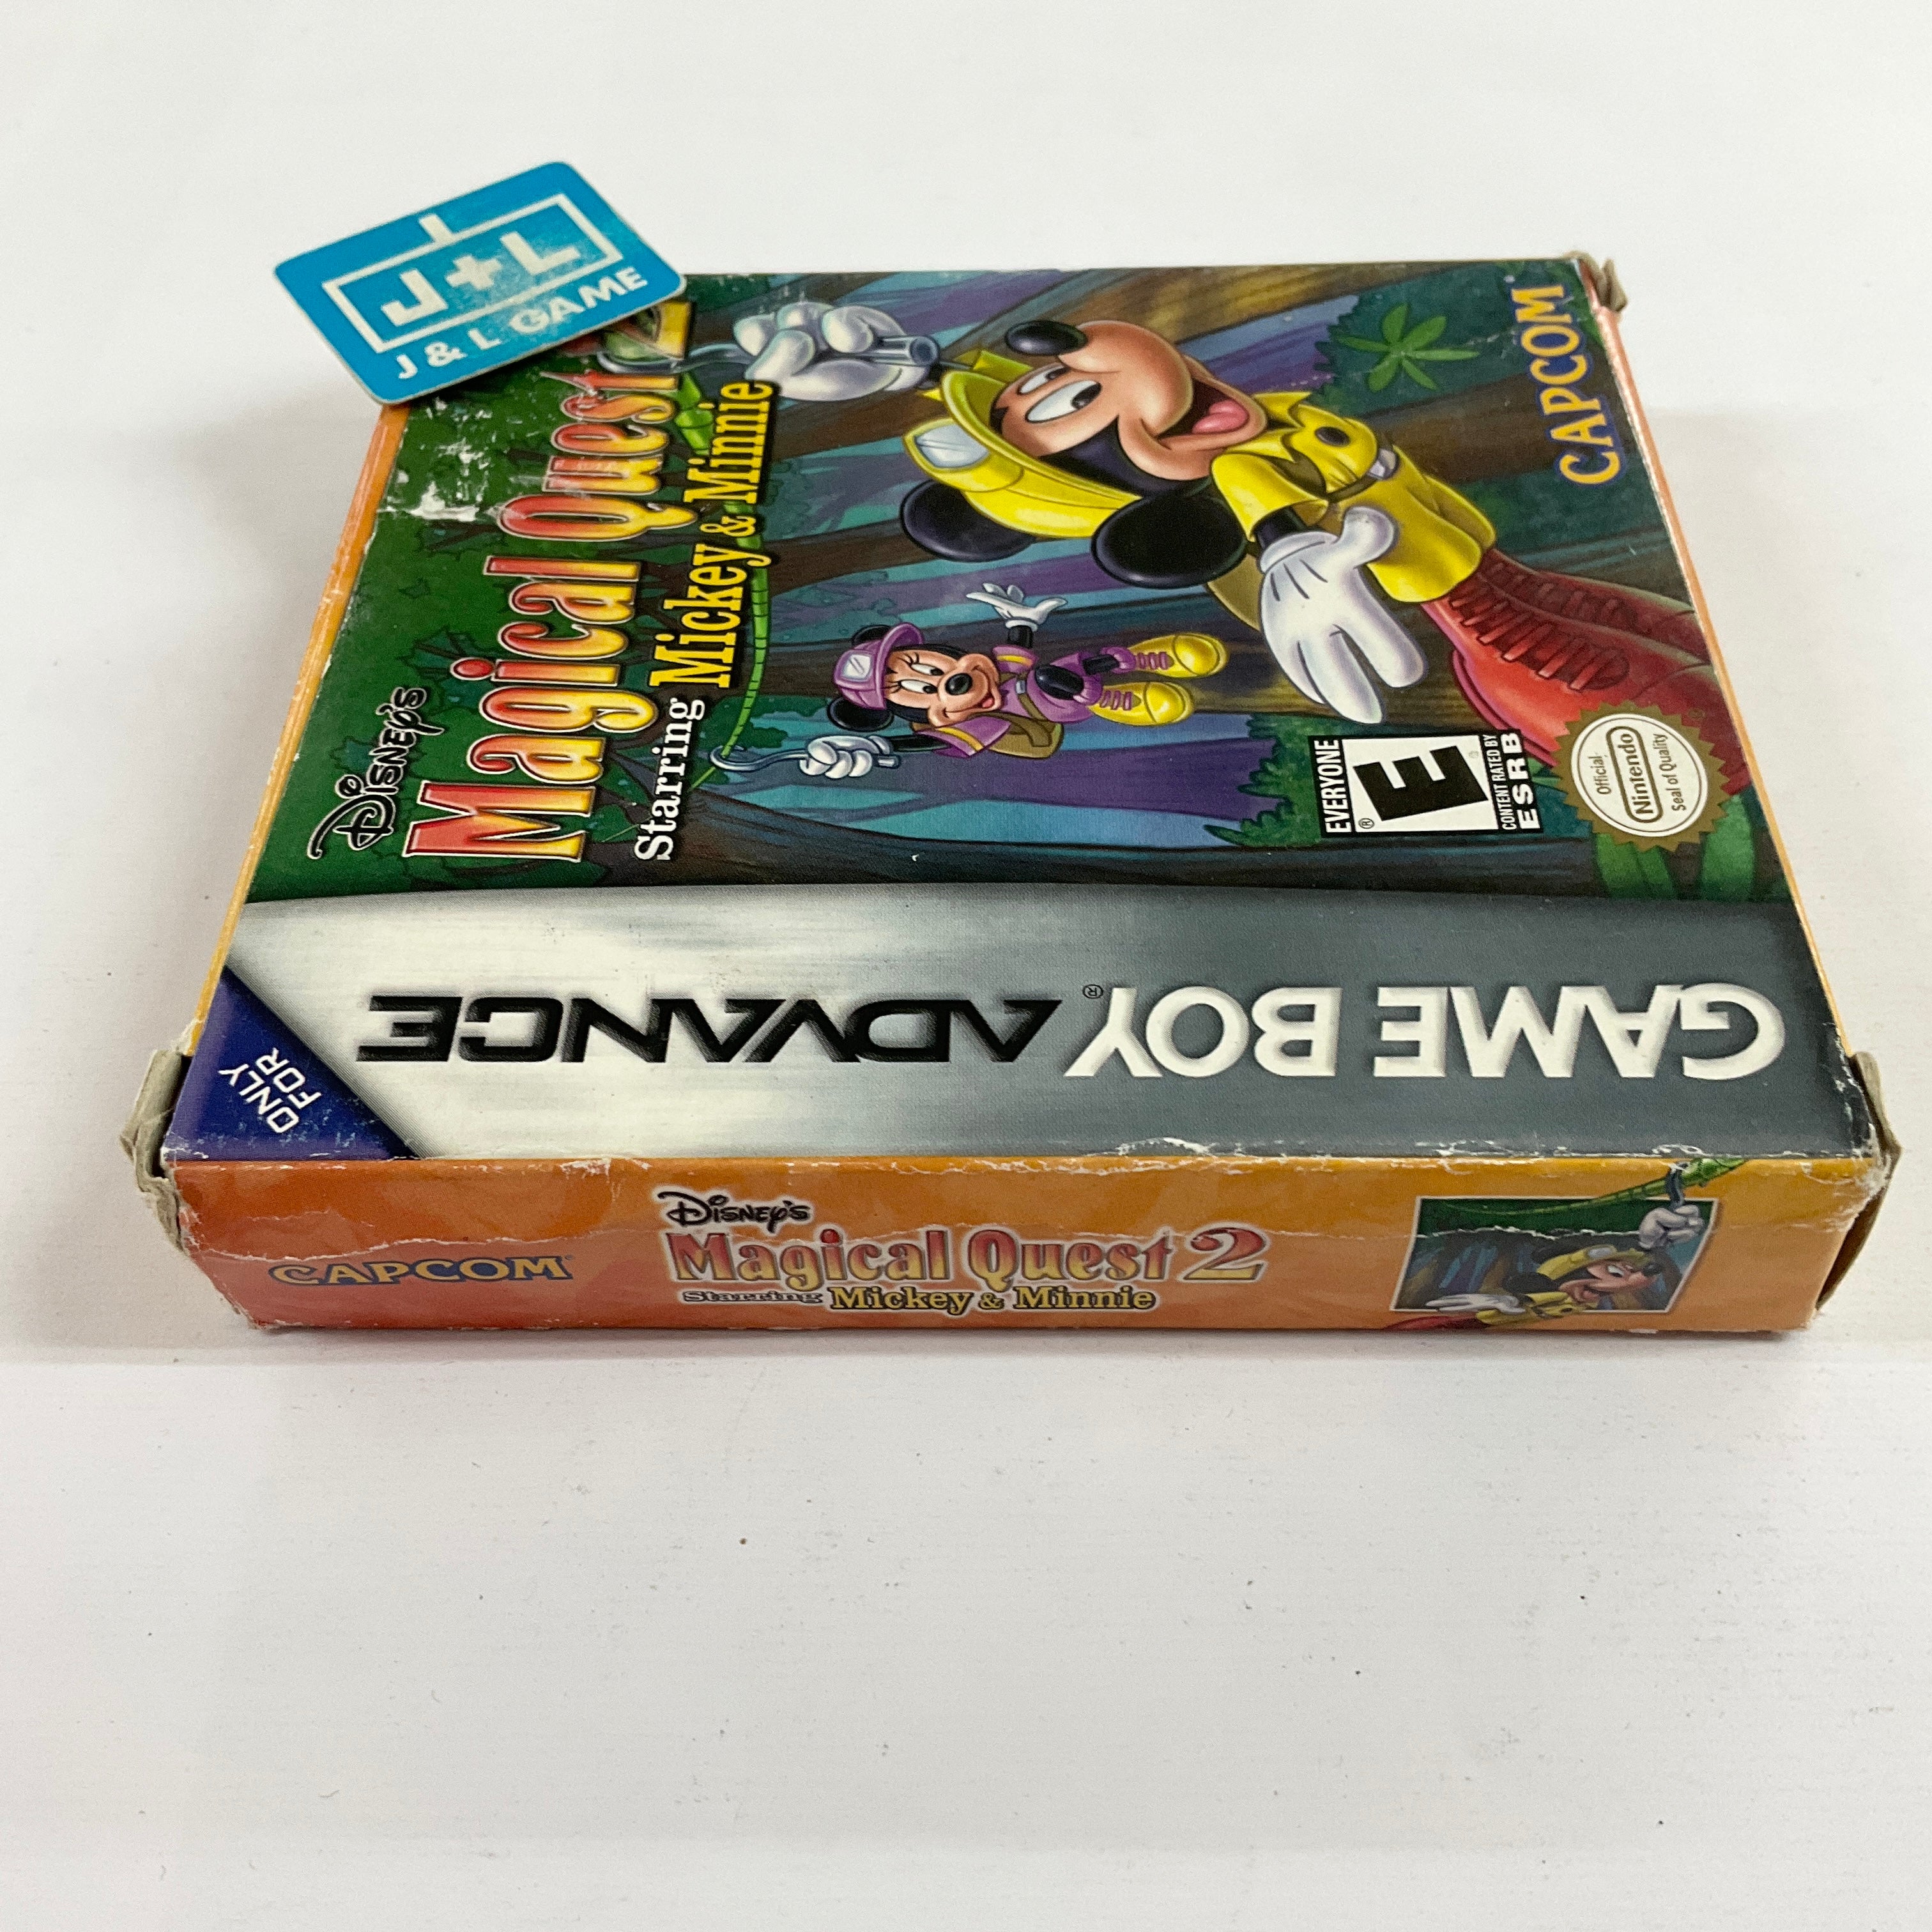 J+L
J & L GAME
Disney's
Magical Quest 2
Starring Mickey & Minnie
CAPCOM
EVERYONE
E
®
CONTENT RATED BY
ESRB
Official
Nintendo
Seal of Quality
GAME BOY ADVANCE
®
ONLY
FOR
CAPCOM
Disney's
Magical Quest 2
Starring Mickey & Minnie